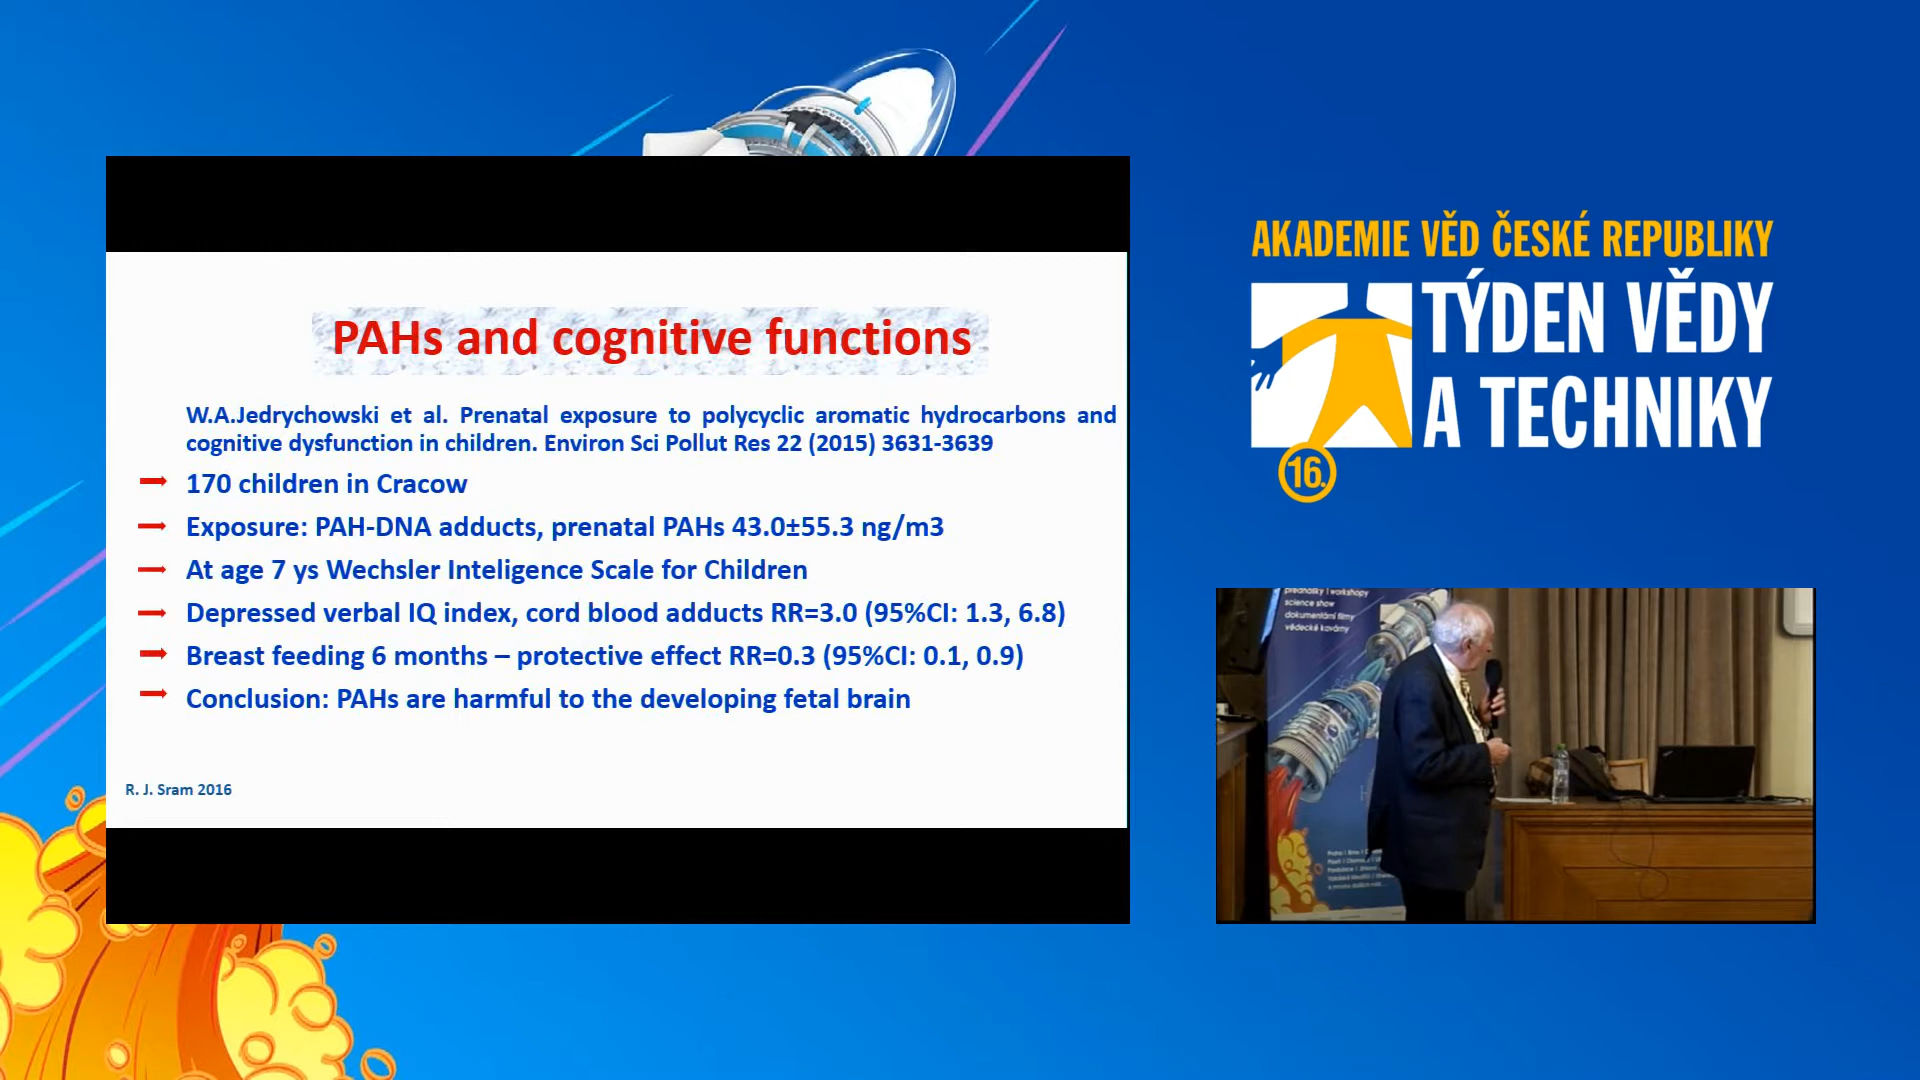 PAHs and cognitive functions
W.A.Jedrychowski et al. Prenatal exposure to polycyclic aromatic hydrocarbons and
cognitive dysfunction in children. Environ Sci Pollut Res 22 (2015) 3631-3639
170 children in Cracow
Exposure: PAH-DNA adducts, prenatal PAHs 43.0±55.3 ng/m3
At age 7 ys Wechsler Inteligence Scale for Children
Depressed verbal IQ index, cord blood adducts RR=3.0 (95%CI: 1.3, 6.8)
Breast feeding 6 months – protective effect RR=0.3 (95%CI: 0.1, 0.9)
Conclusion: PAHs are harmful to the developing fetal brain
R. J. Sram 2016
AKADEMIE VĚD ČESKÉ REPUBLIKY
TÝDEN VĚDY
A TECHNIKY
16.
přednášky | workshopy
science show
dokumentární filmy
vědecké kavárny